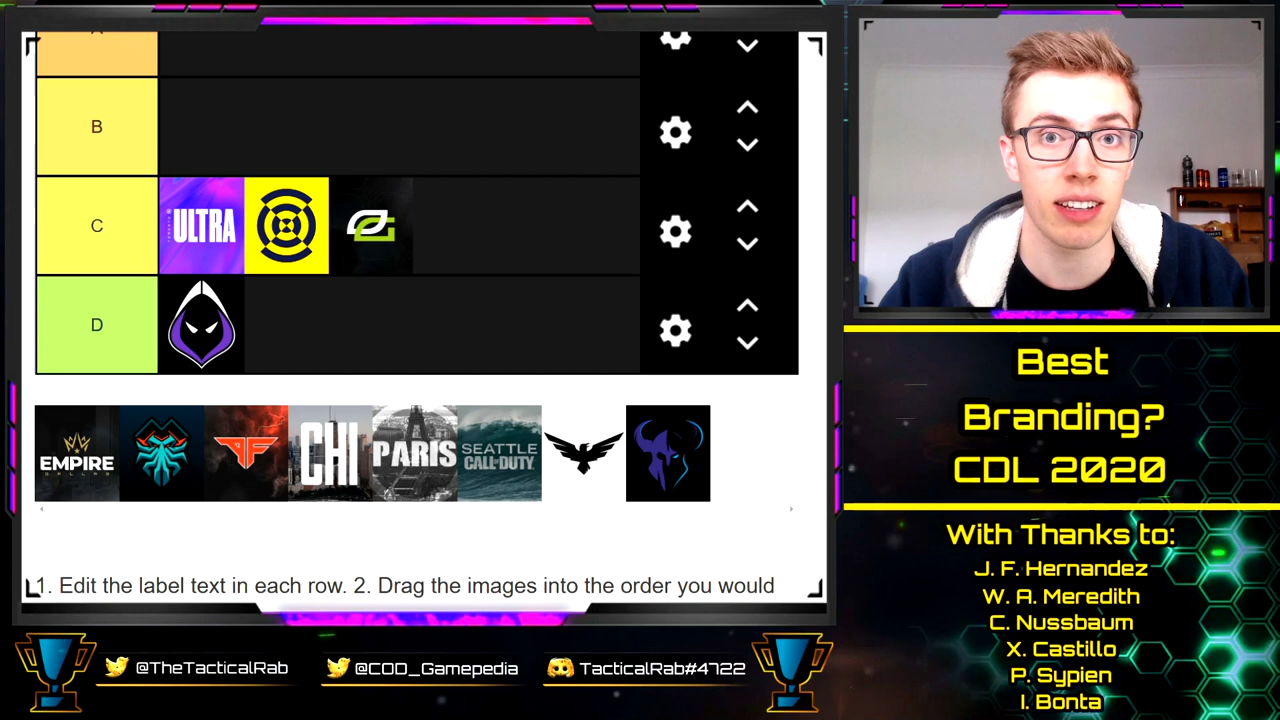 A
B
C
ULTRA
D
EMPIRE
DALLAS
CHI
PARIS
SEATTLE
CALL OF DUTY
1. Edit the label text in each row. 2. Drag the images into the order you would
Best
Branding?
CDL 2020
With Thanks to:
J. F. Hernandez
W. A. Meredith
C. Nussbaum
X. Castillo
P. Sypien
I. Bonta
@TheTacticalRab
@COD_Gamepedia
TacticalRab#4722